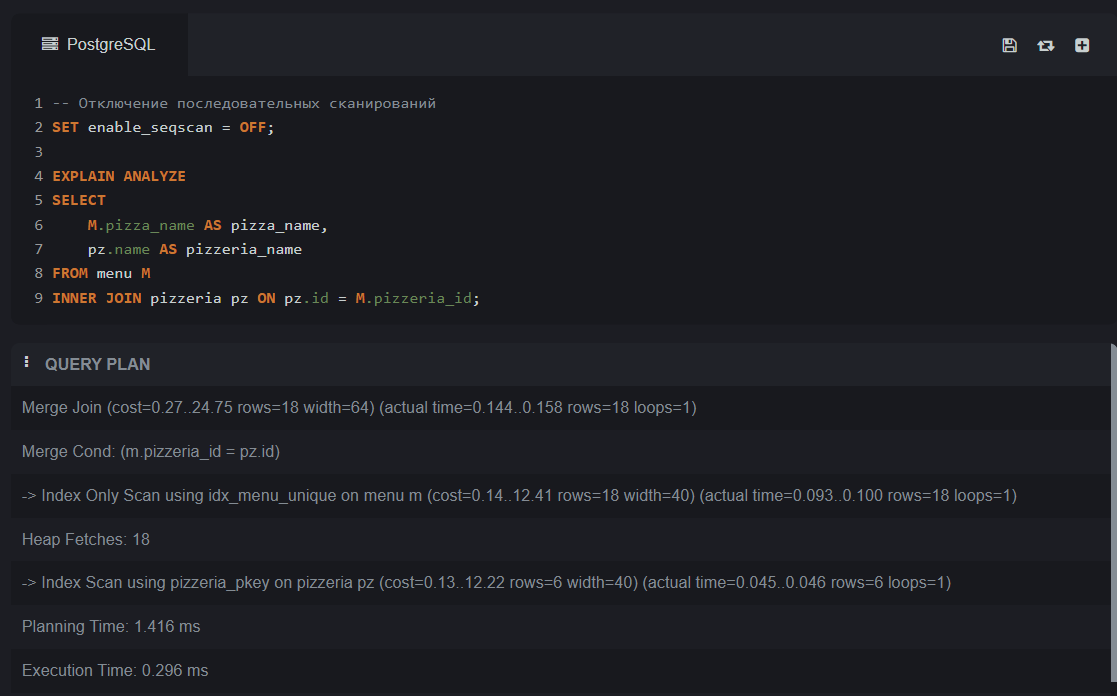 PostgreSQL
1 -- Отключение последовательных сканирований
2 SET enable_seqscan = OFF;
3
4 EXPLAIN ANALYZE
5 SELECT
6     M.pizza_name AS pizza_name,
7     pz.name AS pizzeria_name
8 FROM menu M
9 INNER JOIN pizzeria pz ON pz.id = M.pizzeria_id;
QUERY PLAN
Merge Join (cost=0.27..24.75 rows=18 width=64) (actual time=0.144..0.158 rows=18 loops=1)
Merge Cond: (m.pizzeria_id = pz.id)
-> Index Only Scan using idx_menu_unique on menu m (cost=0.14..12.41 rows=18 width=40) (actual time=0.093..0.100 rows=18 loops=1)
Heap Fetches: 18
-> Index Scan using pizzeria_pkey on pizzeria pz (cost=0.13..12.22 rows=6 width=40) (actual time=0.045..0.046 rows=6 loops=1)
Planning Time: 1.416 ms
Execution Time: 0.296 ms